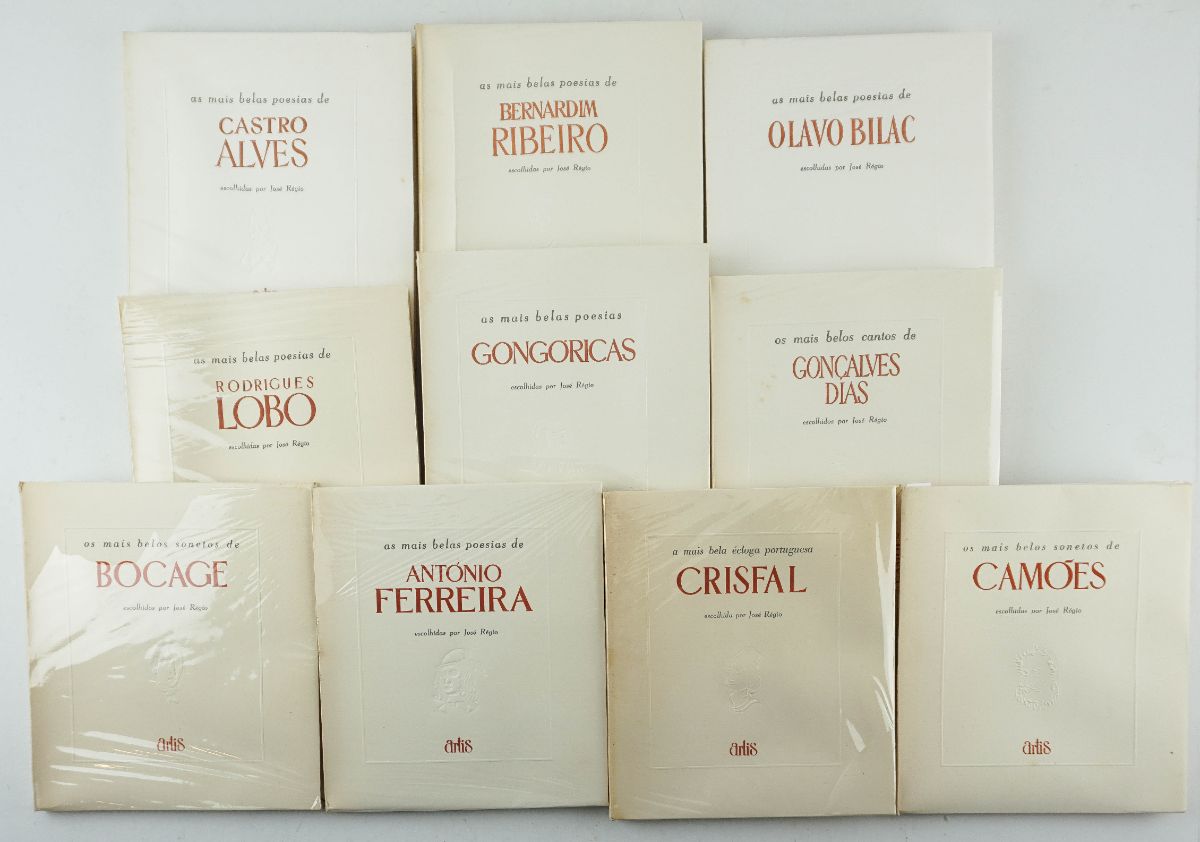 as mais belas poesias de
CASTRO
ALVES
escolhidas por José Régio
as mais belas poesias de
BERNARDIM
RIBEIRO
escolhidas por José Régio
as mais belas poesias de
OLAVO BILAC
escolhidas por José Régio
as mais belas poesias de
RODRIGUES
LOBO
escolhidas por José Régio
as mais belas poesias
GONGORICAS
escolhidas por José Régio
os mais belos cantos de
GONÇALVES
DIAS
escolhidos por José Régio
os mais belos sonetos de
BOCAGE
escolhidos por José Régio
artis
as mais belas poesias de
ANTÓNIO
FERREIRA
escolhidas por José Régio
artis
a mais bela écloga portuguesa
CRISFAL
escolhida por José Régio
artis
os mais belos sonetos de
CAMÕES
escolhidos por José Régio
artis